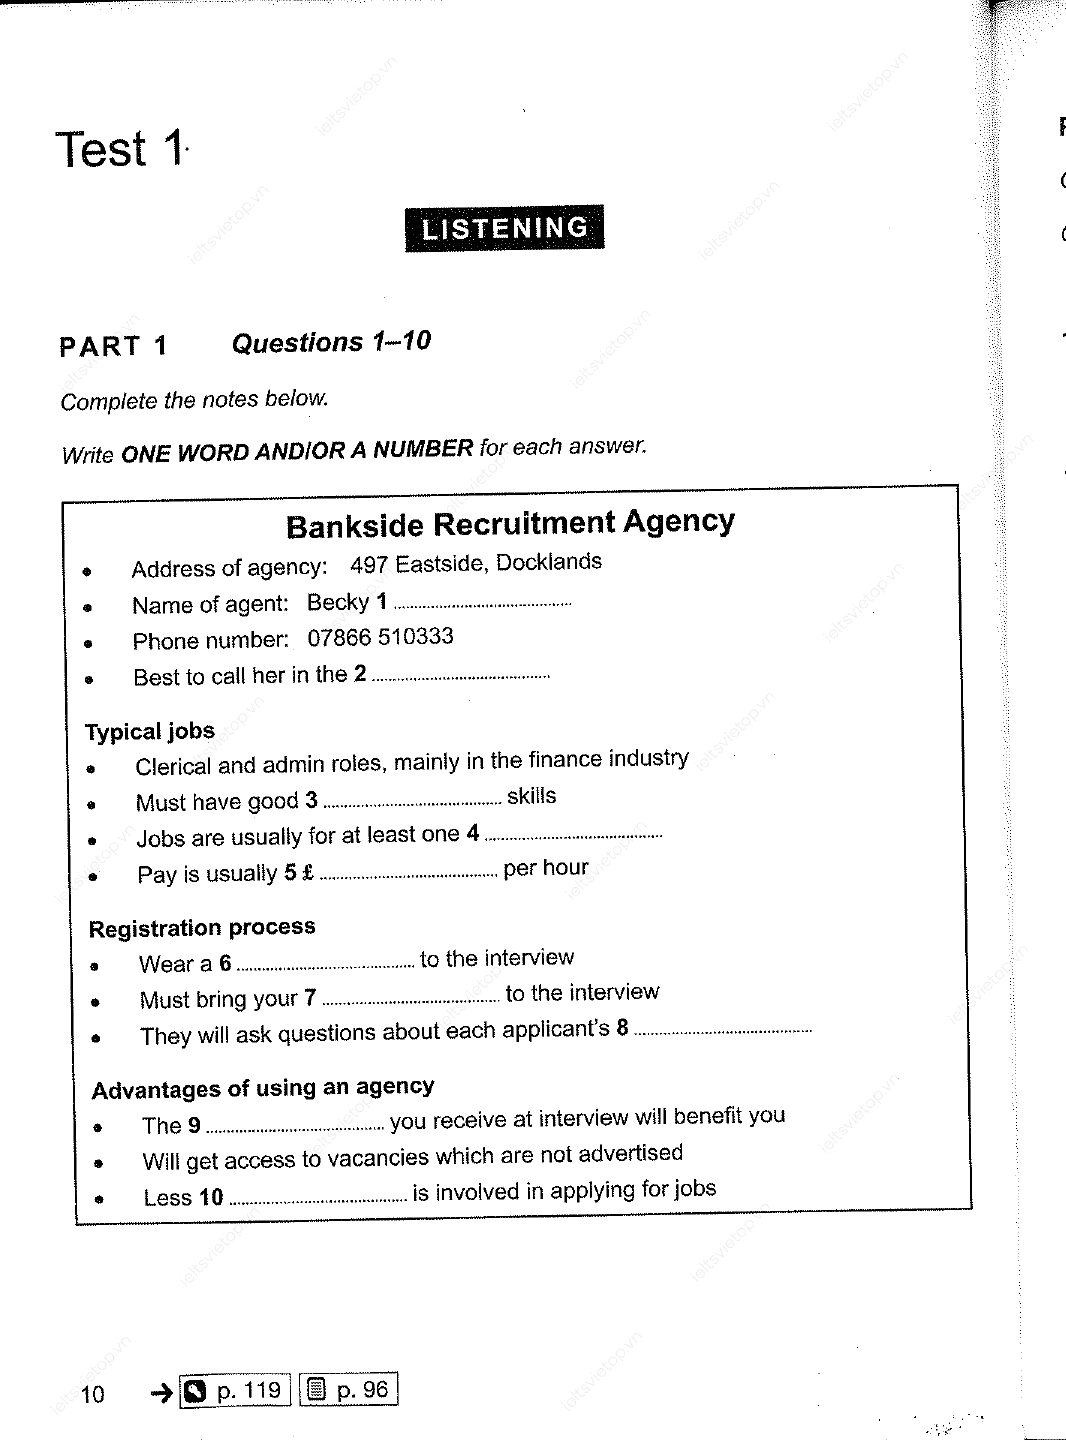 Test 1
LISTENING
PART 1 Questions 1–10
Complete the notes below.
Write ONE WORD AND/OR A NUMBER for each answer.
Bankside Recruitment Agency
• Address of agency: 497 Eastside, Docklands
• Name of agent: Becky 1 ..........................................
• Phone number: 07866 510333
• Best to call her in the 2 ..........................................
Typical jobs
• Clerical and admin roles, mainly in the finance industry
• Must have good 3 .......................................... skills
• Jobs are usually for at least one 4 ..........................................
• Pay is usually 5 £ .......................................... per hour
Registration process
• Wear a 6 .......................................... to the interview
• Must bring your 7 .......................................... to the interview
• They will ask questions about each applicant's 8 ..........................................
Advantages of using an agency
• The 9 .......................................... you receive at interview will benefit you
• Will get access to vacancies which are not advertised
• Less 10 .......................................... is involved in applying for jobs
10 → p. 119 p. 96
ieltsvietop.vn